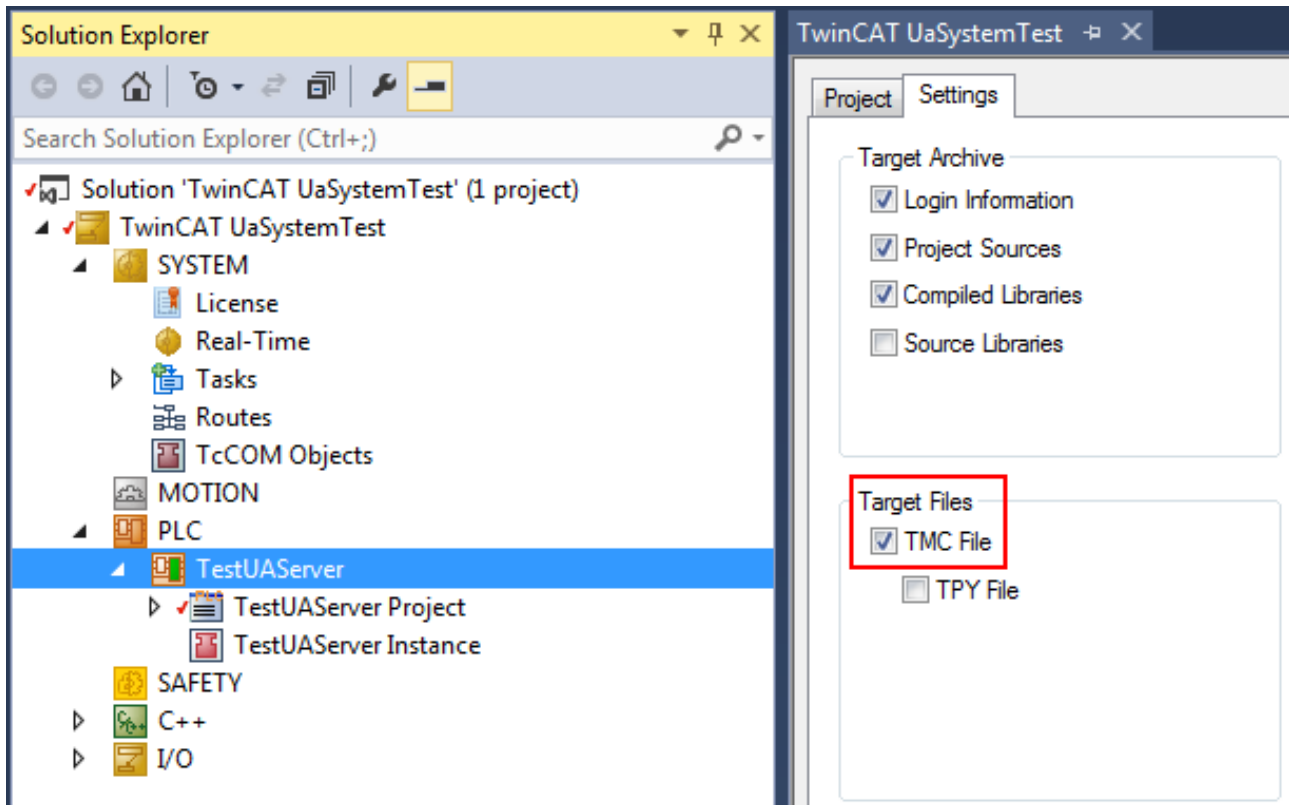 Solution Explorer
Search Solution Explorer (Ctrl+;)
Solution 'TwinCAT UaSystemTest' (1 project)
TwinCAT UaSystemTest
SYSTEM
License
Real-Time
Tasks
Routes
TcCOM Objects
MOTION
PLC
TestUAServer
TestUAServer Project
TestUAServer Instance
SAFETY
C++
I/O
TwinCAT UaSystemTest
Project Settings
Target Archive
Login Information
Project Sources
Compiled Libraries
Source Libraries
Target Files
TMC File
TPY File